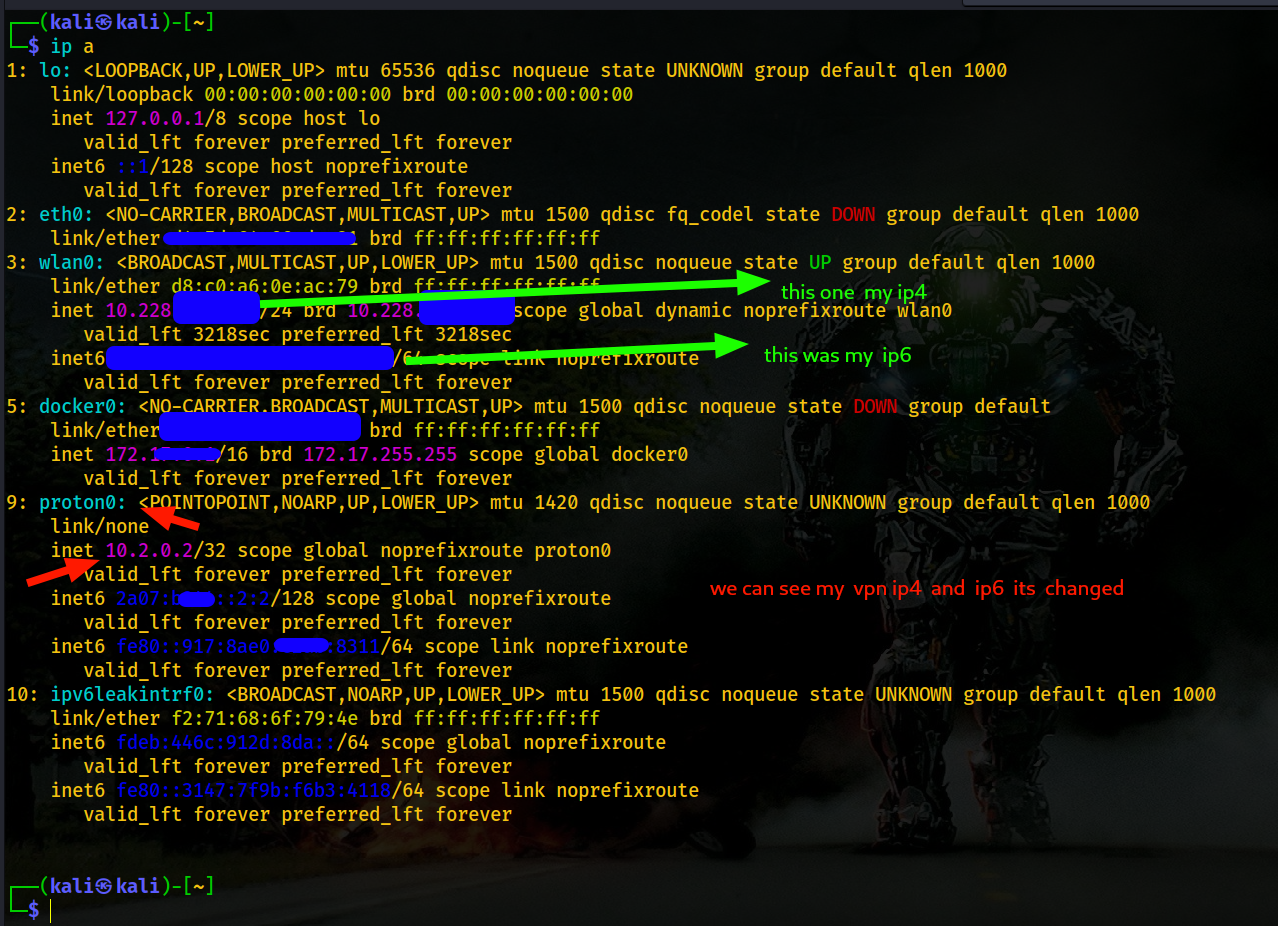 ┌──(kali㉿kali)-[~]
└─$ ip a
1: lo: <LOOPBACK,UP,LOWER_UP> mtu 65536 qdisc noqueue state UNKNOWN group default qlen 1000
link/loopback 00:00:00:00:00:00 brd 00:00:00:00:00:00
inet 127.0.0.1/8 scope host lo
valid_lft forever preferred_lft forever
inet6 ::1/128 scope host noprefixroute
valid_lft forever preferred_lft forever
2: eth0: <NO-CARRIER,BROADCAST,MULTICAST,UP> mtu 1500 qdisc fq_codel state DOWN group default qlen 1000
link/ether brd ff:ff:ff:ff:ff:ff
3: wlan0: <BROADCAST,MULTICAST,UP,LOWER_UP> mtu 1500 qdisc noqueue state UP group default qlen 1000
link/ether d8:c0:a6:0e:ac:79 brd ff:ff:ff:ff:ff:ff
this one my ip4
inet 10.228 /24 brd 10.228. scope global dynamic noprefixroute wlan0
valid_lft 3218sec preferred_lft 3218sec
inet6 /64 scope link noprefixroute
this was my ip6
valid_lft forever preferred_lft forever
5: docker0: <NO-CARRIER,BROADCAST,MULTICAST,UP> mtu 1500 qdisc noqueue state DOWN group default
link/ether brd ff:ff:ff:ff:ff:ff
inet 172. /16 brd 172.17.255.255 scope global docker0
valid_lft forever preferred_lft forever
9: proton0: <POINTOPOINT,NOARP,UP,LOWER_UP> mtu 1420 qdisc noqueue state UNKNOWN group default qlen 1000
link/none
inet 10.2.0.2/32 scope global noprefixroute proton0
valid_lft forever preferred_lft forever
we can see my vpn ip4 and ip6 its changed
inet6 2a07: ::2:2/128 scope global noprefixroute
valid_lft forever preferred_lft forever
inet6 fe80::917:8ae0 :8311/64 scope link noprefixroute
valid_lft forever preferred_lft forever
10: ipv6leakintrf0: <BROADCAST,NOARP,UP,LOWER_UP> mtu 1500 qdisc noqueue state UNKNOWN group default qlen 1000
link/ether f2:71:68:6f:79:4e brd ff:ff:ff:ff:ff:ff
inet6 fdeb:446c:912d:8da::/64 scope global noprefixroute
valid_lft forever preferred_lft forever
inet6 fe80::3147:7f9b:f6b3:4118/64 scope link noprefixroute
valid_lft forever preferred_lft forever
┌──(kali㉿kali)-[~]
└─$